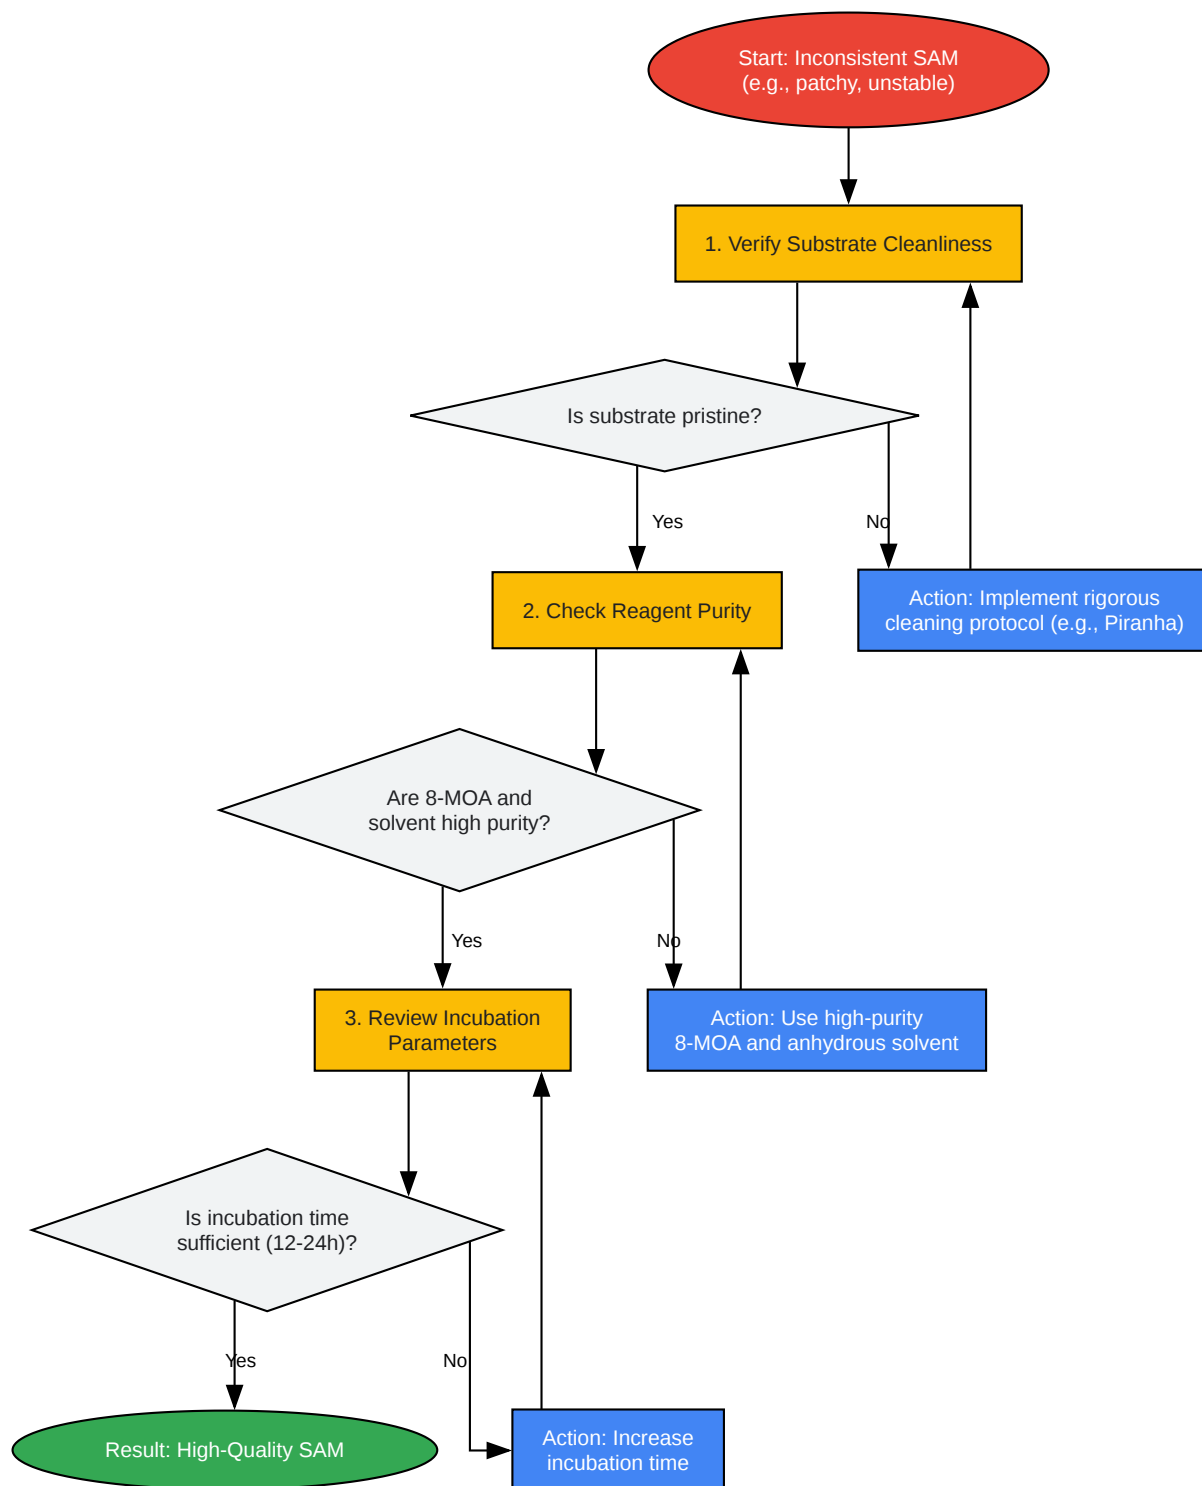 Start: Inconsistent SAM
(e.g., patchy, unstable)
1. Verify Substrate Cleanliness
Is substrate pristine?
Yes
No
2. Check Reagent Purity
Action: Implement rigorous
cleaning protocol (e.g., Piranha)
Are 8-MOA and
solvent high purity?
Yes
No
3. Review Incubation
Parameters
Action: Use high-purity
8-MOA and anhydrous solvent
Is incubation time
sufficient (12-24h)?
Yes
No
Result: High-Quality SAM
Action: Increase
incubation time